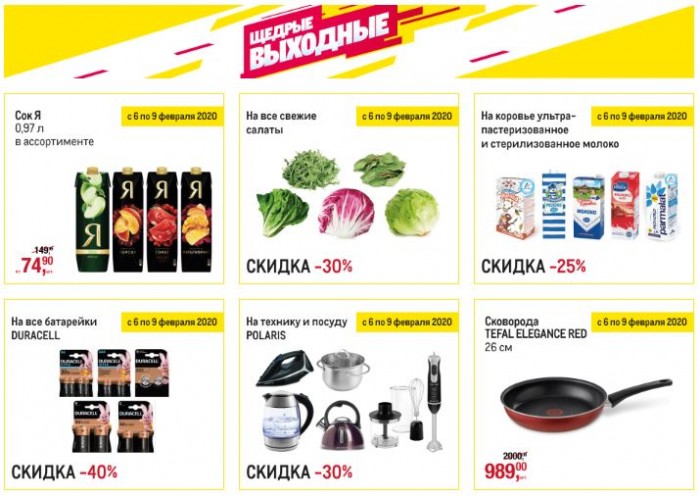 ЩЕДРЫЕ
ВЫХОДНЫЕ
Сок Я
0,97 л
в ассортименте
с 6 по 9 февраля 2020
Я
Я
Я
Я
149
74,90
На все свежие
салаты
с 6 по 9 февраля 2020
СКИДКА -30%
На коровье ультра-
пастеризованное
и стерилизованное молоко
с 6 по 9 февраля 2020
parmalat
СКИДКА -25%
На все батарейки
DURACELL
с 6 по 9 февраля 2020
DURACELL
DURACELL
СКИДКА -40%
На технику и посуду
POLARIS
с 6 по 9 февраля 2020
СКИДКА -30%
Сковорода
TEFAL ELEGANCE RED
26 см
с 6 по 9 февраля 2020
2000
989,00